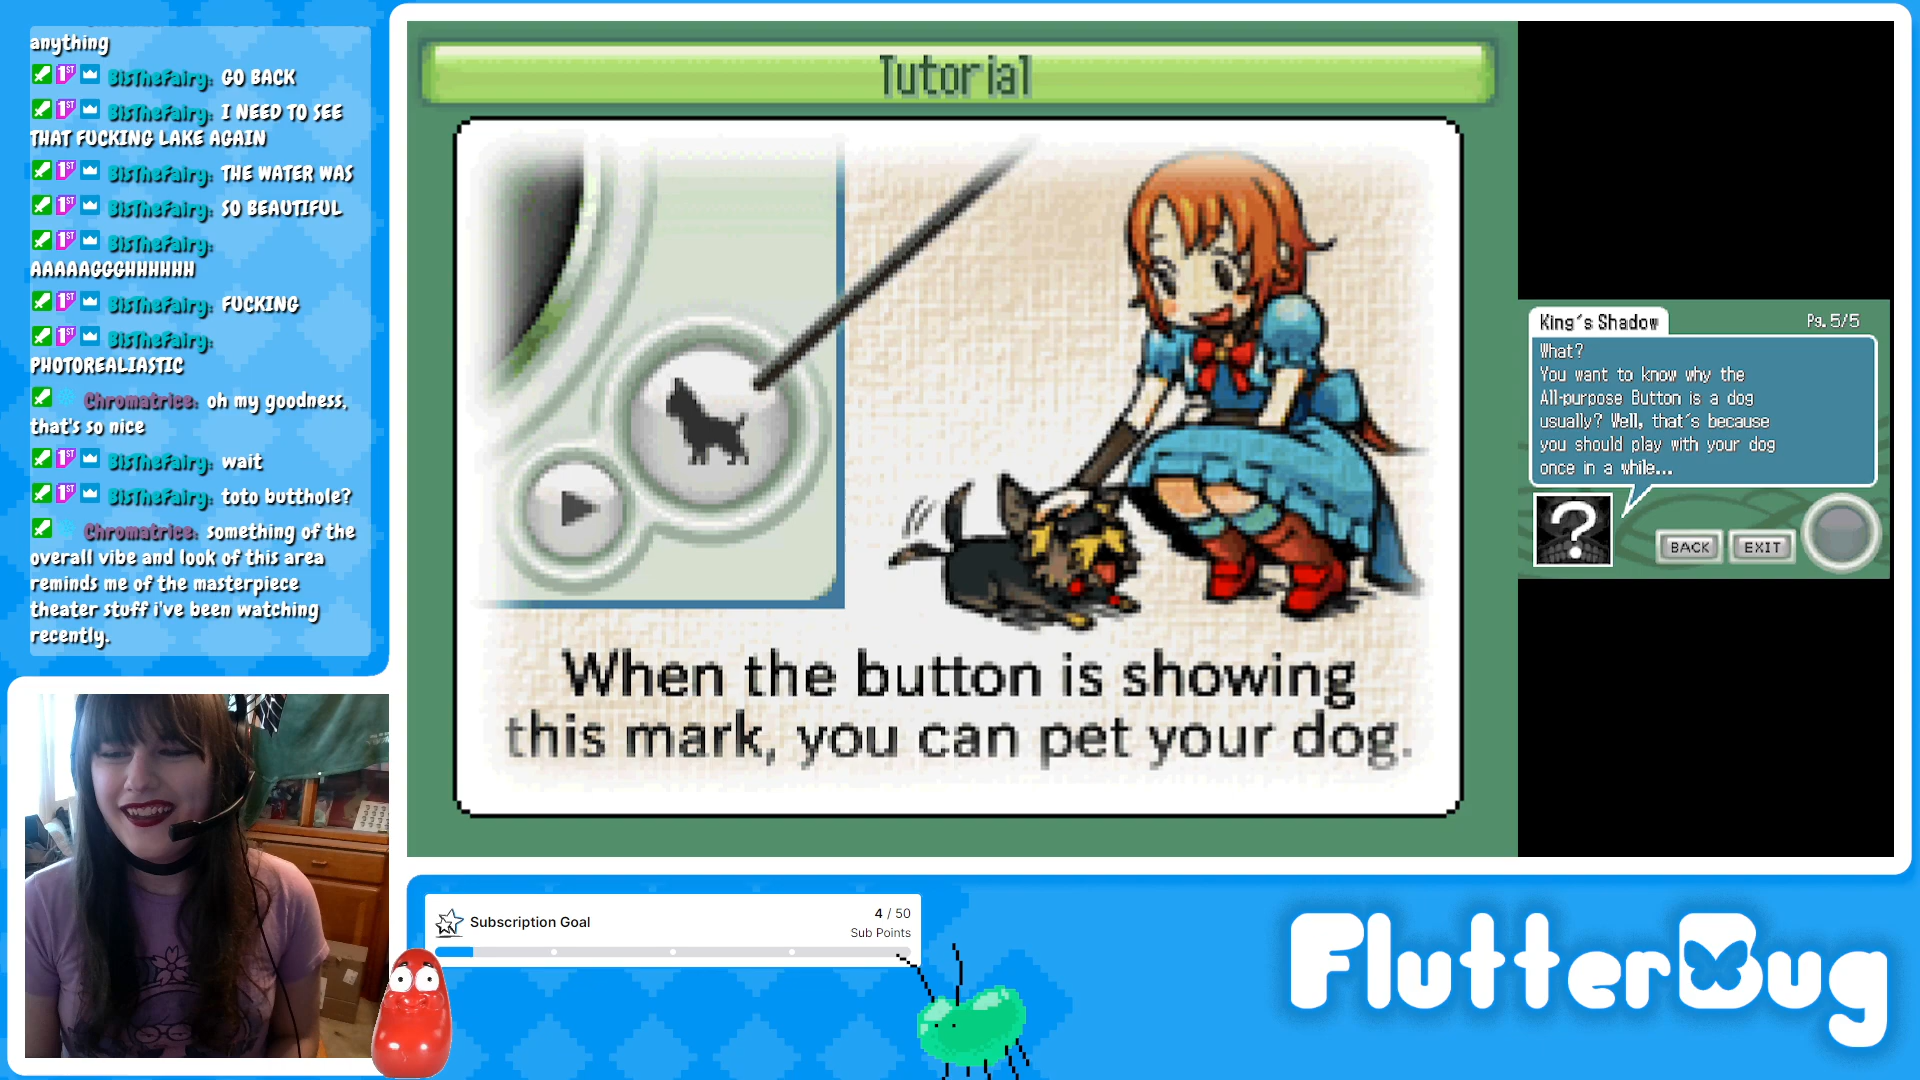 anything
BisTheFairy: GO BACK
BisTheFairy: I NEED TO SEE
THAT FUCKING LAKE AGAIN
BisTheFairy: THE WATER WAS
BisTheFairy: SO BEAUTIFUL
BisTheFairy:
AAAAAGGGHHHHHH
BisTheFairy: FUCKING
BisTheFairy:
PHOTOREALIASTIC
Chromatrice: oh my goodness,
that's so nice
BisTheFairy: wait
BisTheFairy: toto butthole?
Chromatrice: something of the
overall vibe and look of this area
reminds me of the masterpiece
theater stuff i've been watching
recently.
Tutorial
When the button is showing
this mark, you can pet your dog.
King's Shadow
Pg. 5/5
What?
You want to know why the
All-purpose Button is a dog
usually? Well, that's because
you should play with your dog
once in a while...
?
BACK
EXIT
Subscription Goal
4 / 50
Sub Points
FlutterBug